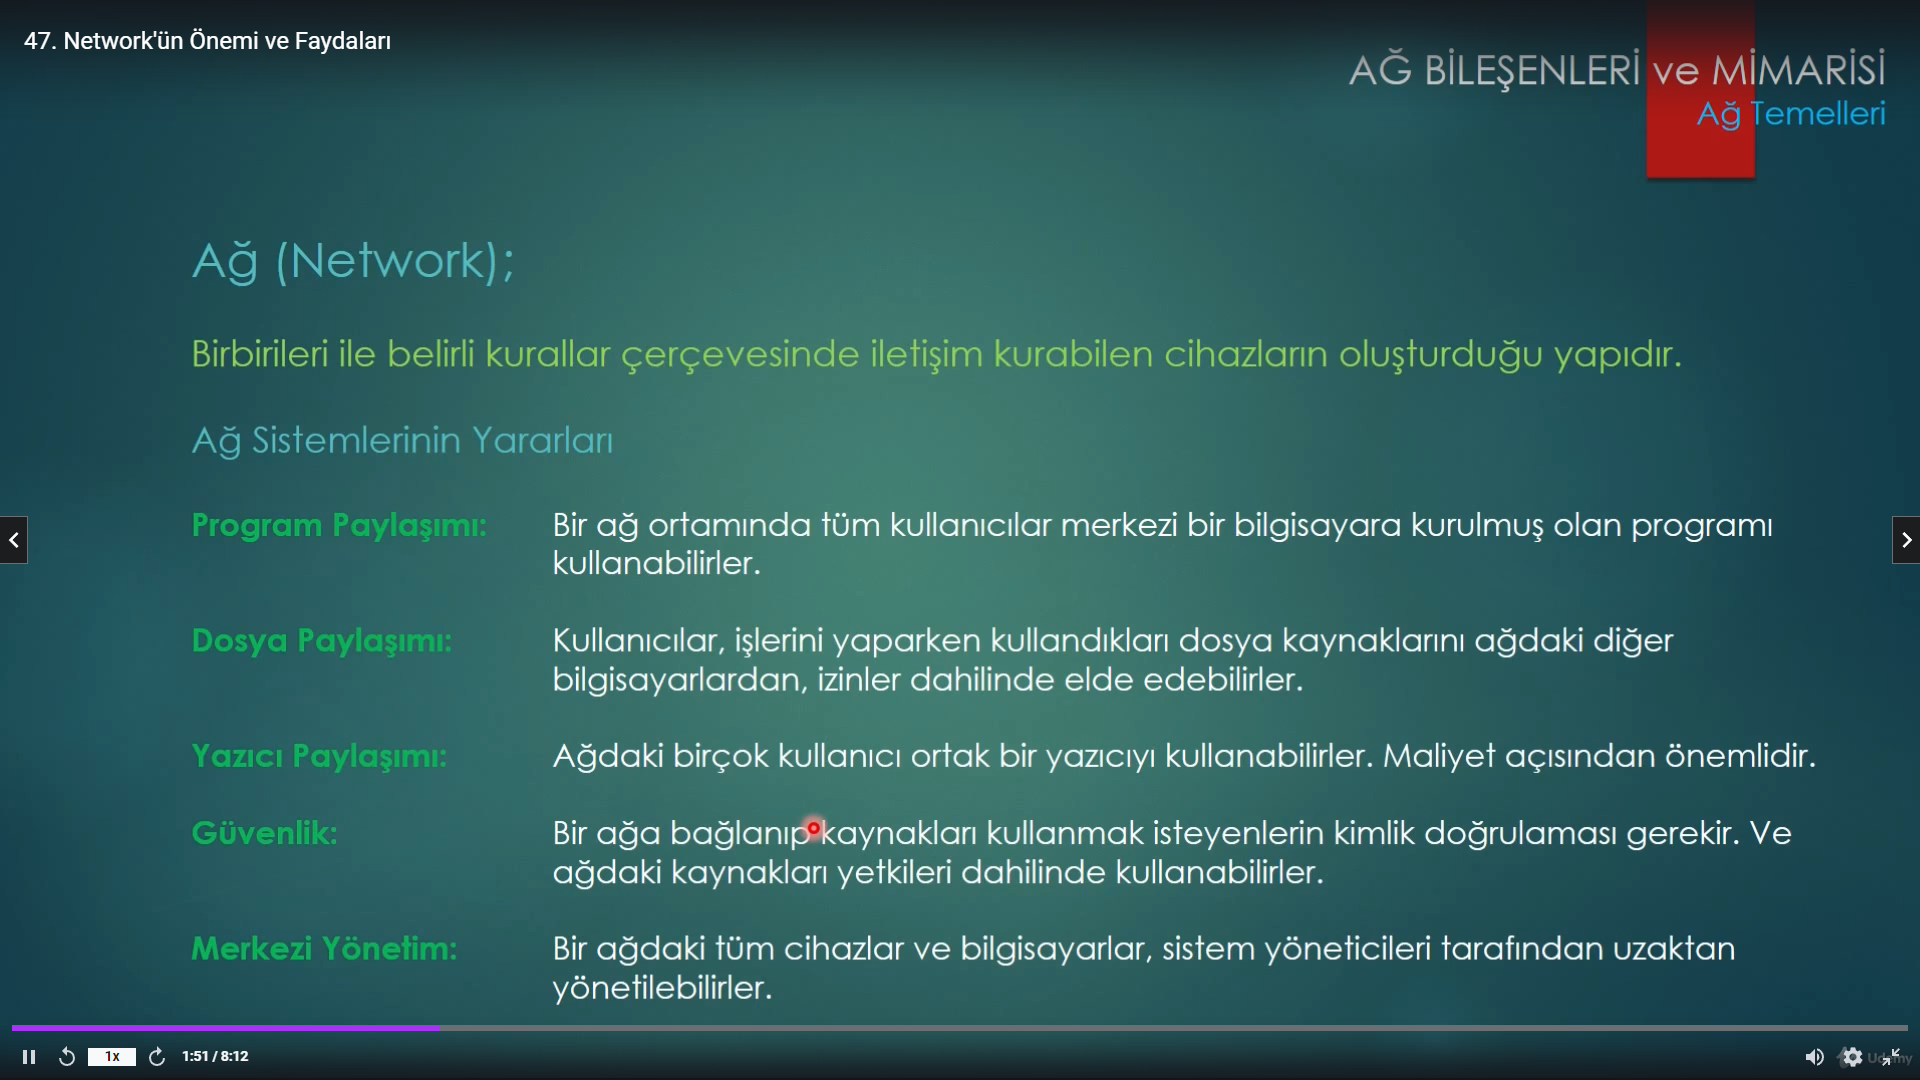 47. Network'ün Önemi ve Faydaları
AĞ BİLEŞENLERİ ve MİMARİSİ
Ağ Temelleri
Ağ (Network);
Birbirileri ile belirli kurallar çerçevesinde iletişim kurabilen cihazların oluşturduğu yapıdır.
Ağ Sistemlerinin Yararları
Program Paylaşımı: Bir ağ ortamında tüm kullanıcılar merkezi bir bilgisayara kurulmuş olan programı
kullanabilirler.
Dosya Paylaşımı: Kullanıcılar, işlerini yaparken kullandıkları dosya kaynaklarını ağdaki diğer
bilgisayarlardan, izinler dahilinde elde edebilirler.
Yazıcı Paylaşımı: Ağdaki birçok kullanıcı ortak bir yazıcıyı kullanabilirler. Maliyet açısından önemlidir.
Güvenlik: Bir ağa bağlanıp kaynakları kullanmak isteyenlerin kimlik doğrulaması gerekir. Ve
ağdaki kaynakları yetkileri dahilinde kullanabilirler.
Merkezi Yönetim: Bir ağdaki tüm cihazlar ve bilgisayarlar, sistem yöneticileri tarafından uzaktan
yönetilebilirler.
1x 1:51 / 8:12 Udemy